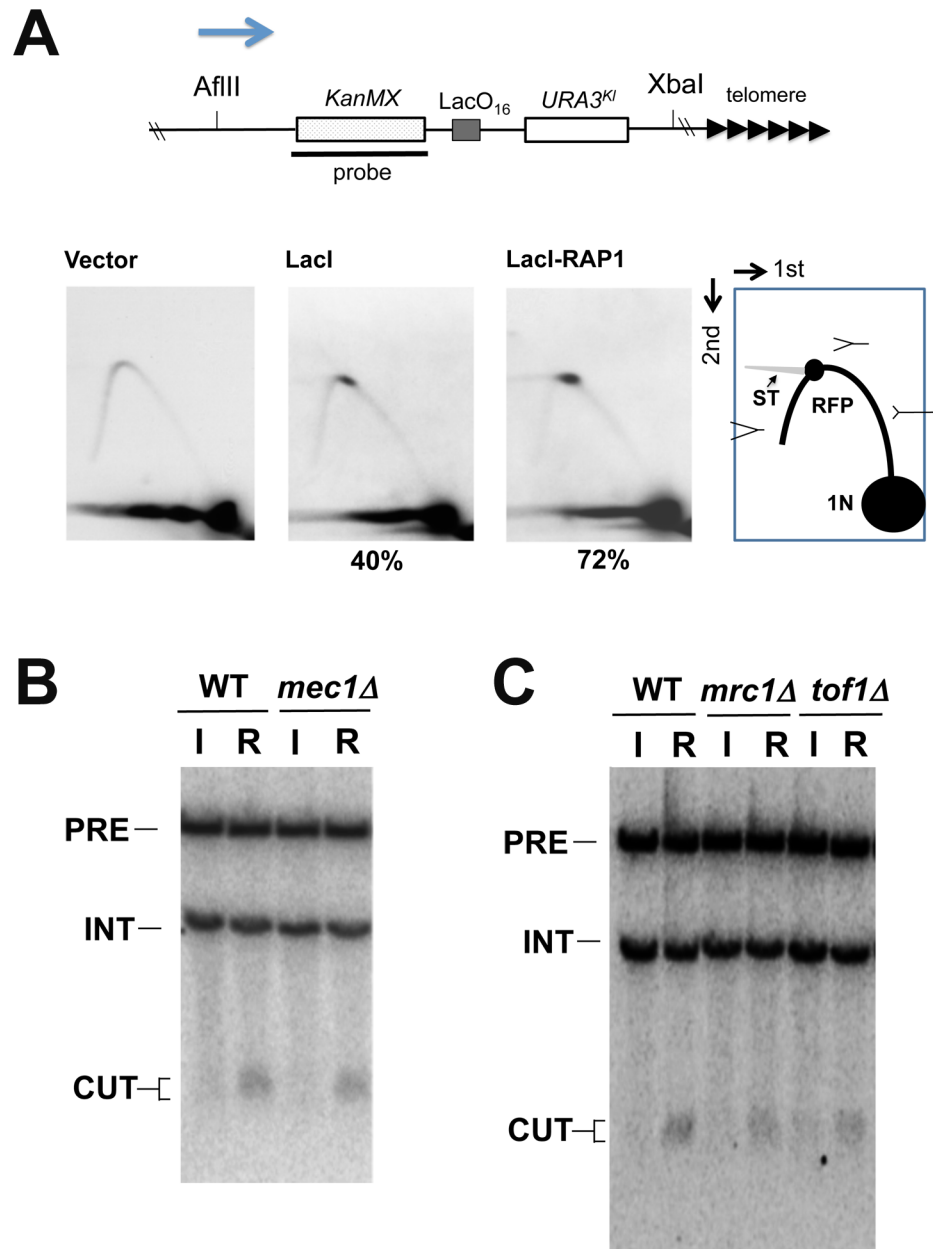 A
AflII
KanMX
LacO16
URA3Kl
XbaI
telomere
probe
Vector
LacI
LacI-RAP1
1st
2nd
ST
RFP
1N
40%
72%
B
WT mec1Δ
I R I R
PRE
INT
CUT
C
WT mrc1Δ tof1Δ
I R I R I R
PRE
INT
CUT